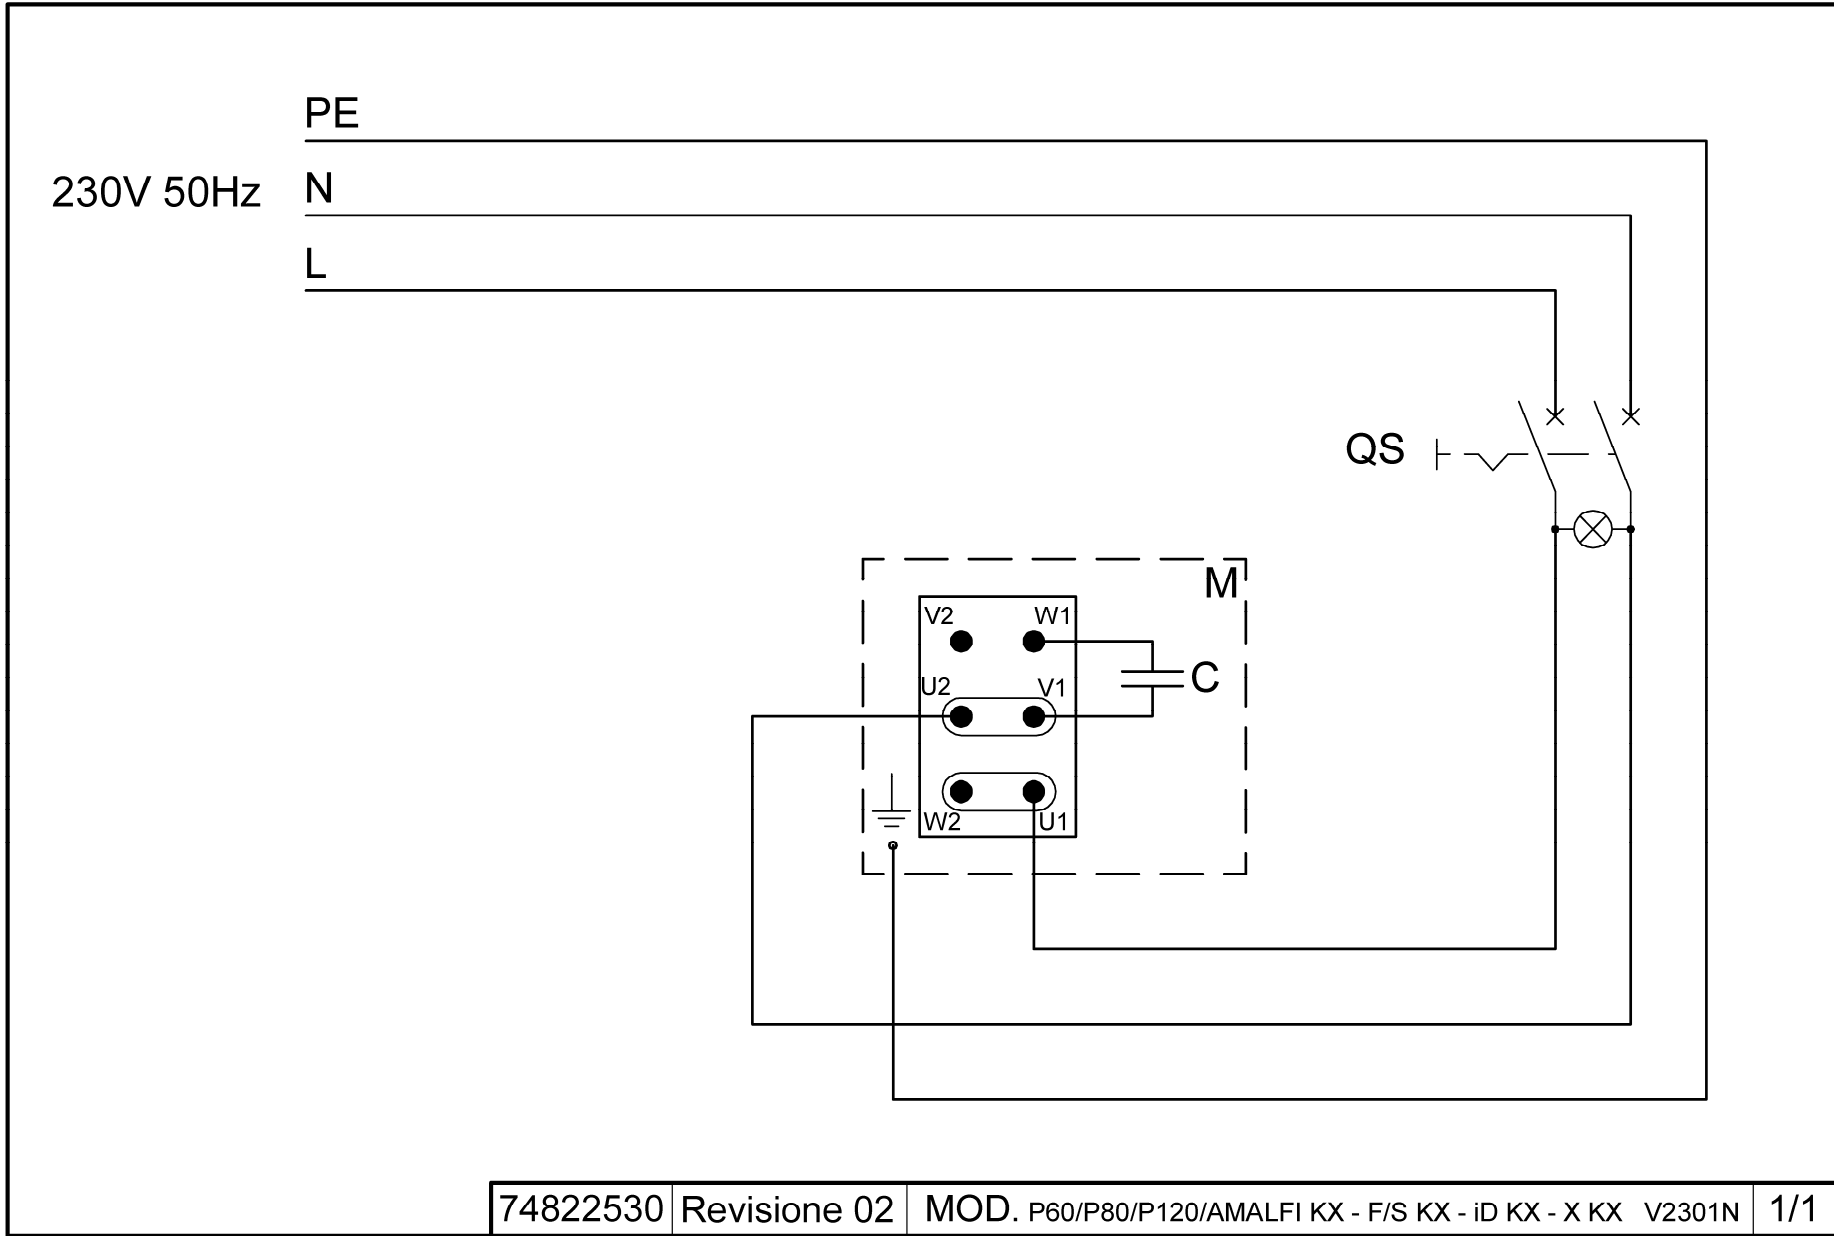 PE
230V 50Hz N
L
QS
M
V2 W1
C
U2 V1
W2 U1
74822530 Revisione 02 MOD. P60/P80/P120/AMALFI KX - F/S KX - iD KX - X KX V2301N 1/1